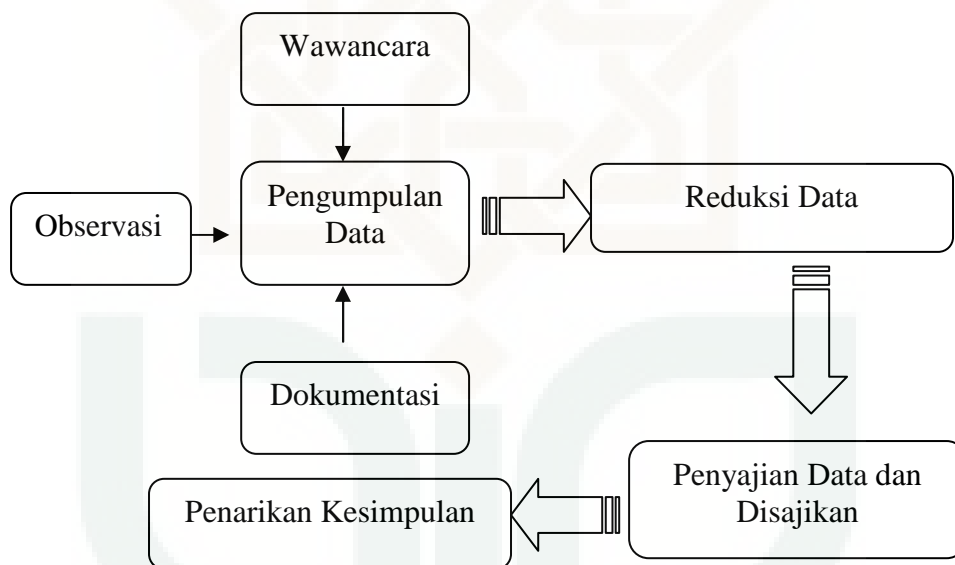 Wawancara
Observasi
Pengumpulan
Data
Reduksi Data
Dokumentasi
Penyajian Data dan
Disajikan
Penarikan Kesimpulan